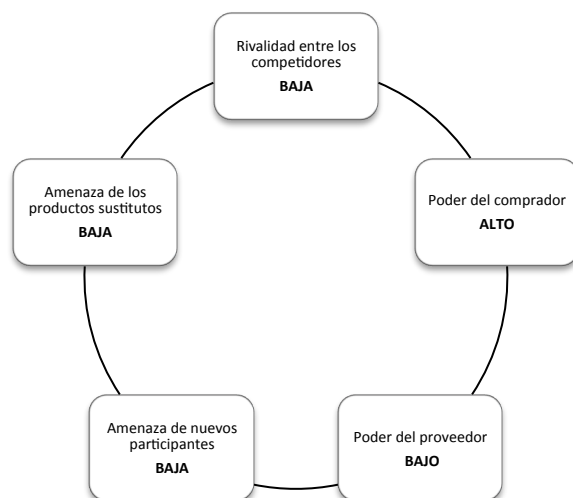 Rivalidad entre los
competidores
BAJA
Poder del comprador
ALTO
Poder del proveedor
BAJO
Amenaza de nuevos
participantes
BAJA
Amenaza de los
productos sustitutos
BAJA